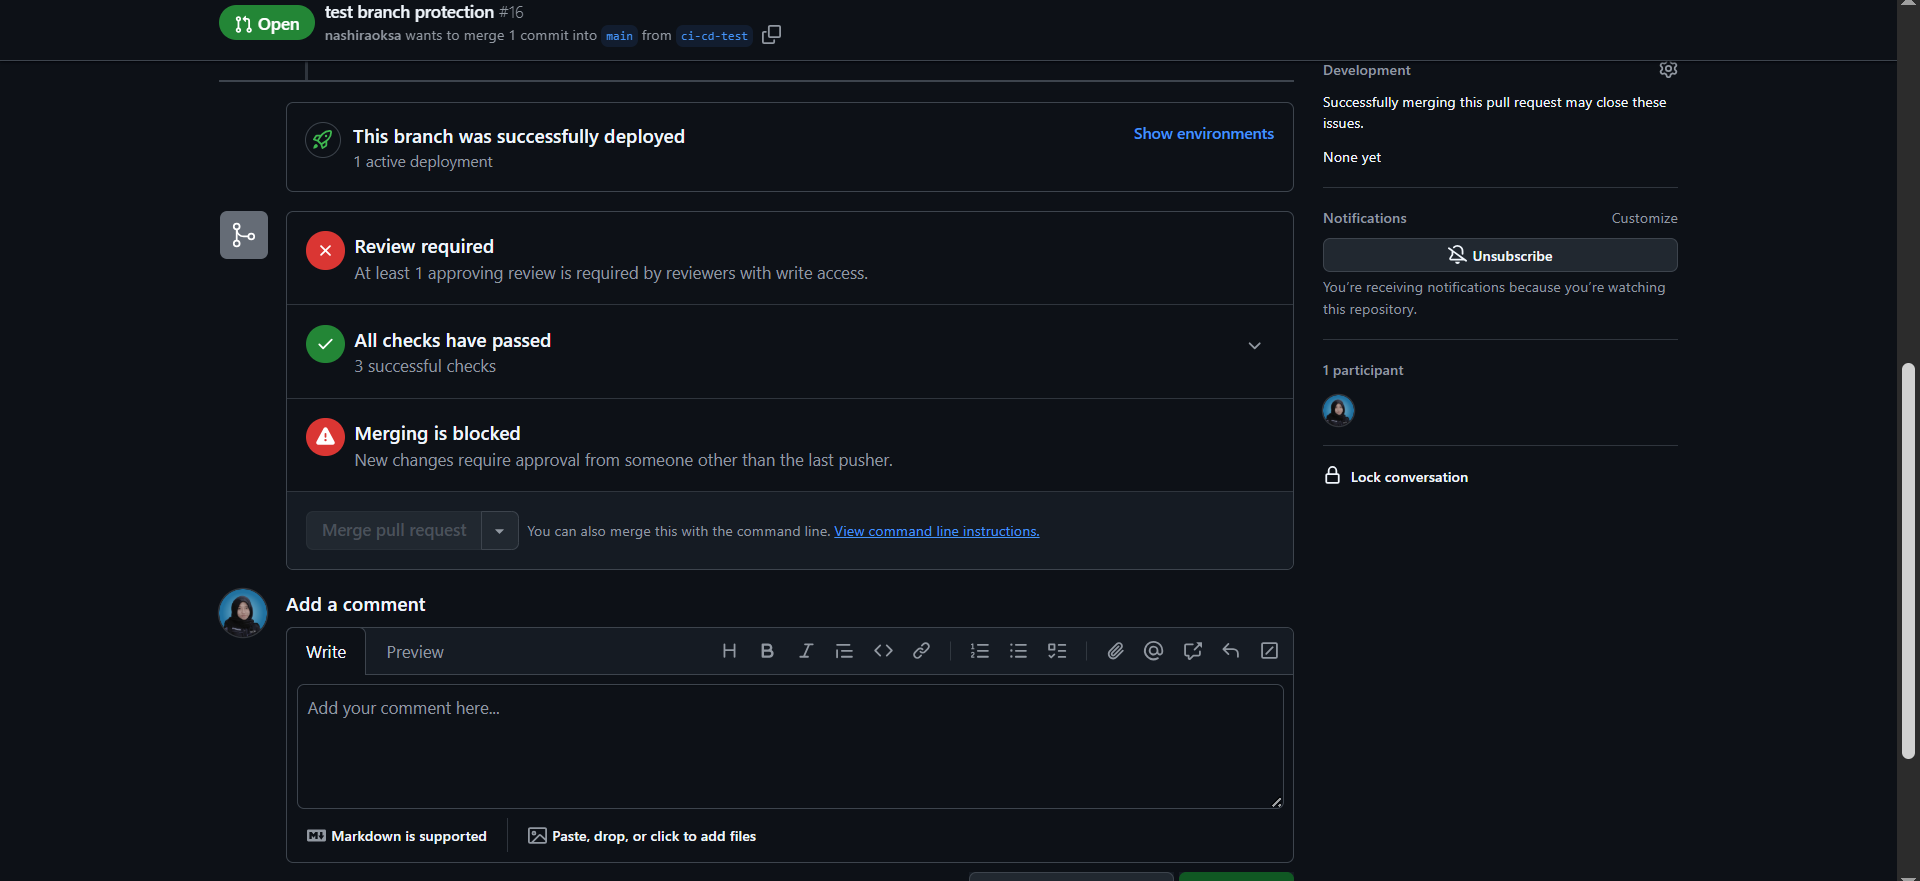 Open
test branch protection #16
nashiraoksa wants to merge 1 commit into main from ci-cd-test
This branch was successfully deployed
1 active deployment
Show environments
Review required
At least 1 approving review is required by reviewers with write access.
All checks have passed
3 successful checks
Merging is blocked
New changes require approval from someone other than the last pusher.
Merge pull request
You can also merge this with the command line. View command line instructions.
Add a comment
Write
Preview
Add your comment here...
Markdown is supported
Paste, drop, or click to add files
Development
Successfully merging this pull request may close these
issues.
None yet
Notifications
Customize
Unsubscribe
You're receiving notifications because you're watching
this repository.
1 participant
Lock conversation